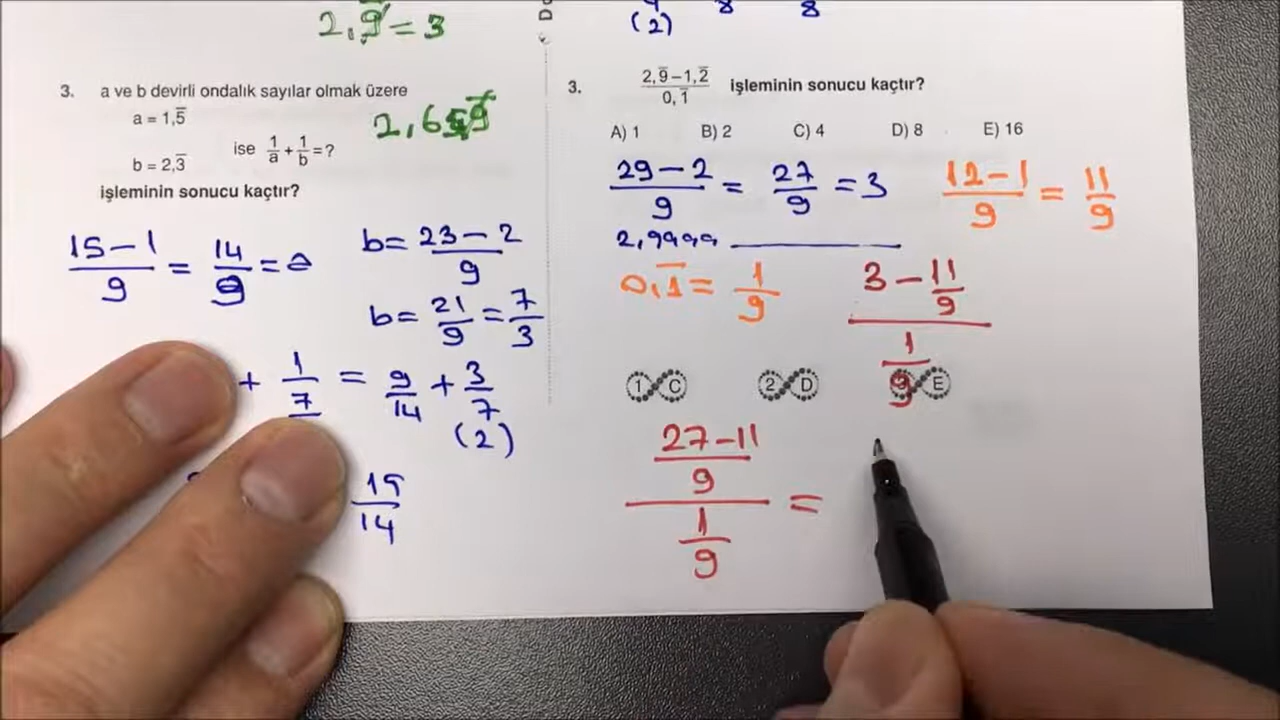 2,9̅ = 3
(2) 8 8
3. a ve b devirli ondalık sayılar olmak üzere
a = 1,5̅
2,659̅
b = 2,3̅
ise 1/a + 1/b = ?
işleminin sonucu kaçtır?
15 - 1 / 9 = 14/9 = a
b = 23 - 2 / 9
b = 21/9 = 7/3
+ 1/7 = 9/14 + 3/7 (2)
19/14
3. 2,9̅ - 1,2̅ / 0,1̅ işleminin sonucu kaçtır?
A) 1 B) 2 C) 4 D) 8 E) 16
29 - 2 / 9 = 27/9 = 3
12 - 1 / 9 = 11/9
2,9999
0,1̅ = 1/9
3 - 11/9
1/9
1 C 2 D E
27 - 11 / 9
1/9 =